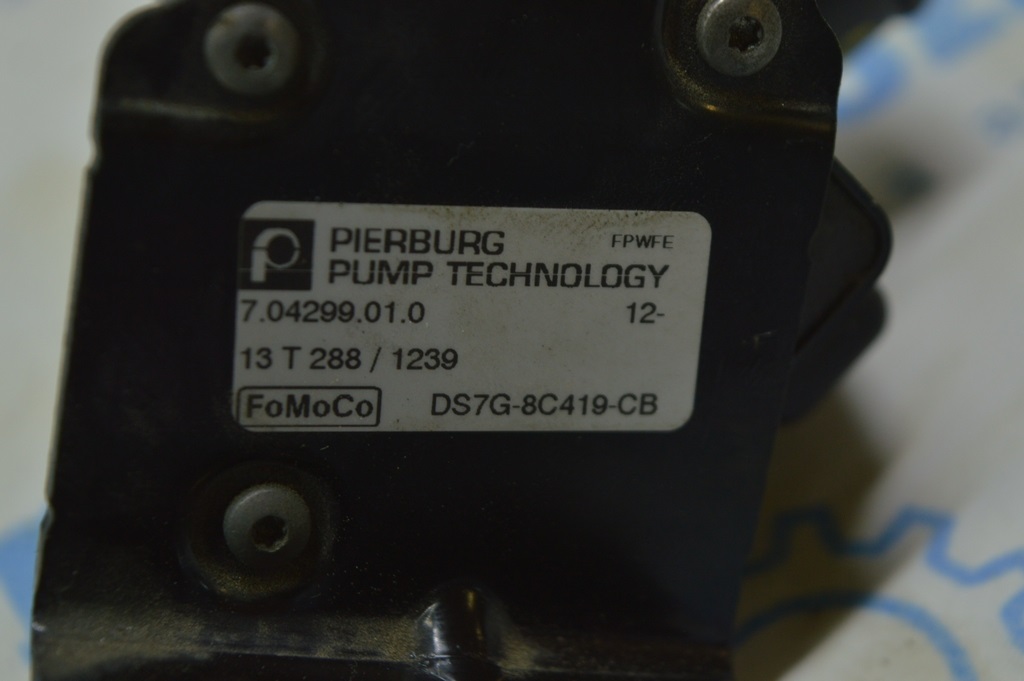 PIERBURG FPWFE
PUMP TECHNOLOGY
7.04299.01.0 12-
13 T 288 / 1239
FoMoCo DS7G-8C419-CB